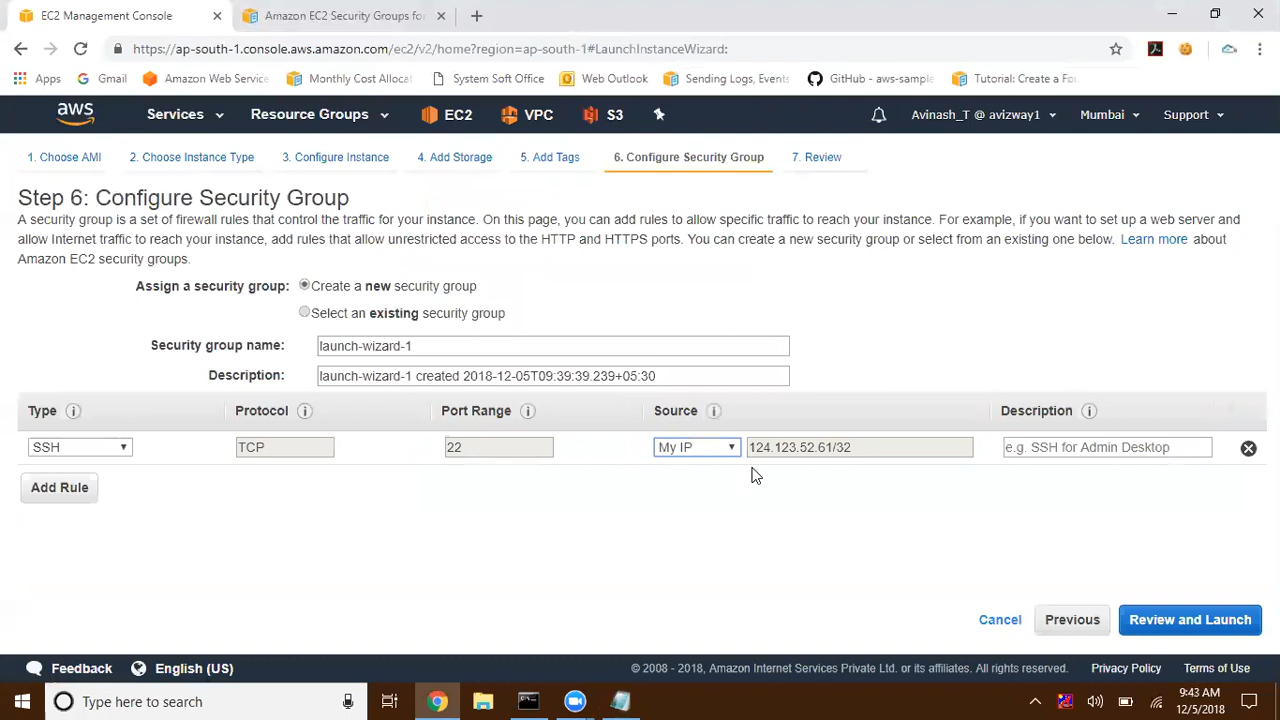 EC2 Management Console
Amazon EC2 Security Groups for
https://ap-south-1.console.aws.amazon.com/ec2/v2/home?region=ap-south-1#LaunchInstanceWizard:
Apps Gmail Amazon Web Service Monthly Cost Allocat System Soft Office Web Outlook Sending Logs, Events GitHub - aws-sample Tutorial: Create a Fou
aws Services Resource Groups EC2 VPC S3 Avinash_T @ avizway1 Mumbai Support
1. Choose AMI 2. Choose Instance Type 3. Configure Instance 4. Add Storage 5. Add Tags 6. Configure Security Group 7. Review
Step 6: Configure Security Group
A security group is a set of firewall rules that control the traffic for your instance. On this page, you can add rules to allow specific traffic to reach your instance. For example, if you want to set up a web server and
allow Internet traffic to reach your instance, add rules that allow unrestricted access to the HTTP and HTTPS ports. You can create a new security group or select from an existing one below. Learn more about
Amazon EC2 security groups.
Assign a security group: Create a new security group
Select an existing security group
Security group name: launch-wizard-1
Description: launch-wizard-1 created 2018-12-05T09:39:39.239+05:30
Type i Protocol i Port Range i Source i Description i
SSH TCP 22 My IP 124.123.52.61/32 e.g. SSH for Admin Desktop
Add Rule
Cancel Previous Review and Launch
Feedback English (US) © 2008 - 2018, Amazon Internet Services Private Ltd. or its affiliates. All rights reserved. Privacy Policy Terms of Use
Type here to search
9:43 AM
12/5/2018